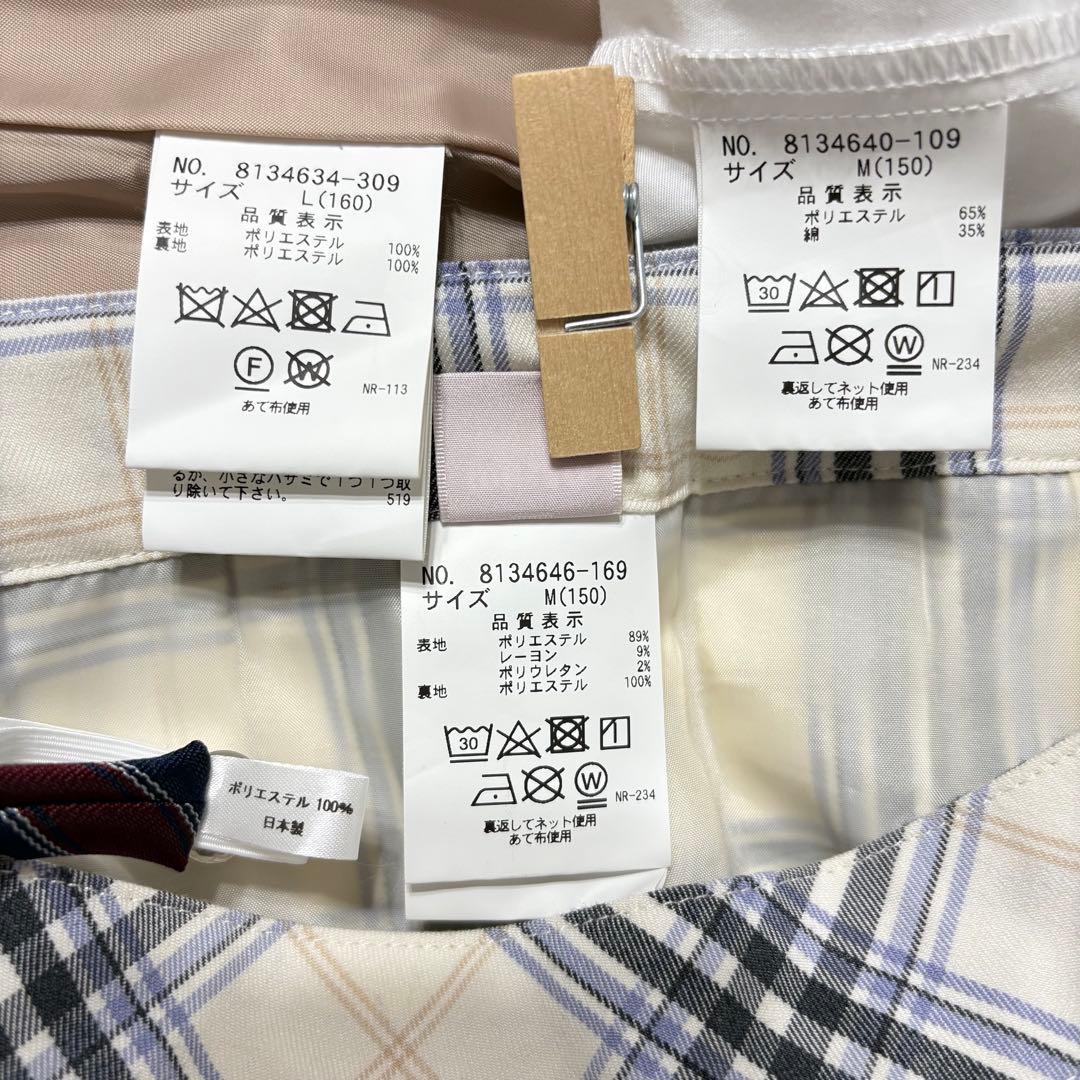 NO. 8134634-309
サイズ L(160)
品質表示
表地 ポリエステル 100%
裏地 ポリエステル 100%
F
W
NR-113
あて布使用
るが、小さなハサミで1つ1つ取
り除いて下さい。
519
NO. 8134640-109
サイズ M(150)
品質表示
ポリエステル 65%
綿 35%
30
1
W
NR-234
裏返してネット使用
あて布使用
NO. 8134646-169
サイズ M(150)
品質表示
表地 ポリエステル 89%
レーヨン 9%
ポリウレタン 2%
裏地 ポリエステル 100%
30
1
W
NR-234
裏返してネット使用
あて布使用
ポリエステル 100%
日本製